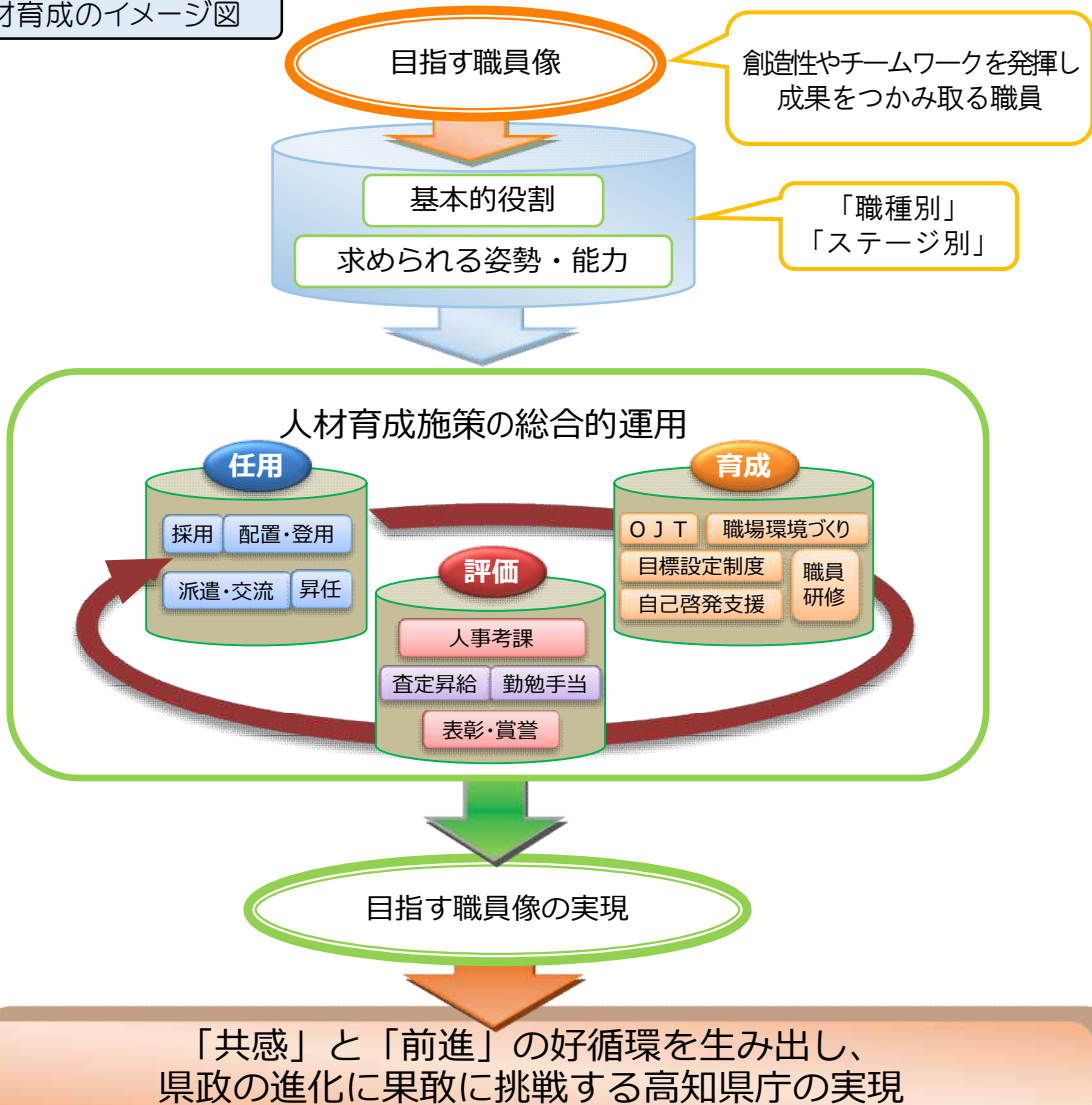 材育成のイメージ図
目指す職員像
創造性やチームワークを発揮し
成果をつかみ取る職員
基本的役割
求められる姿勢・能力
「職種別」
「ステージ別」
人材育成施策の総合的運用
任用
採用
配置・登用
派遣・交流
昇任
評価
人事考課
査定昇給
勤勉手当
表彰・賞誉
育成
ＯＪＴ
職場環境づくり
目標設定制度
自己啓発支援
職員
研修
目指す職員像の実現
「共感」と「前進」の好循環を生み出し、
県政の進化に果敢に挑戦する高知県庁の実現